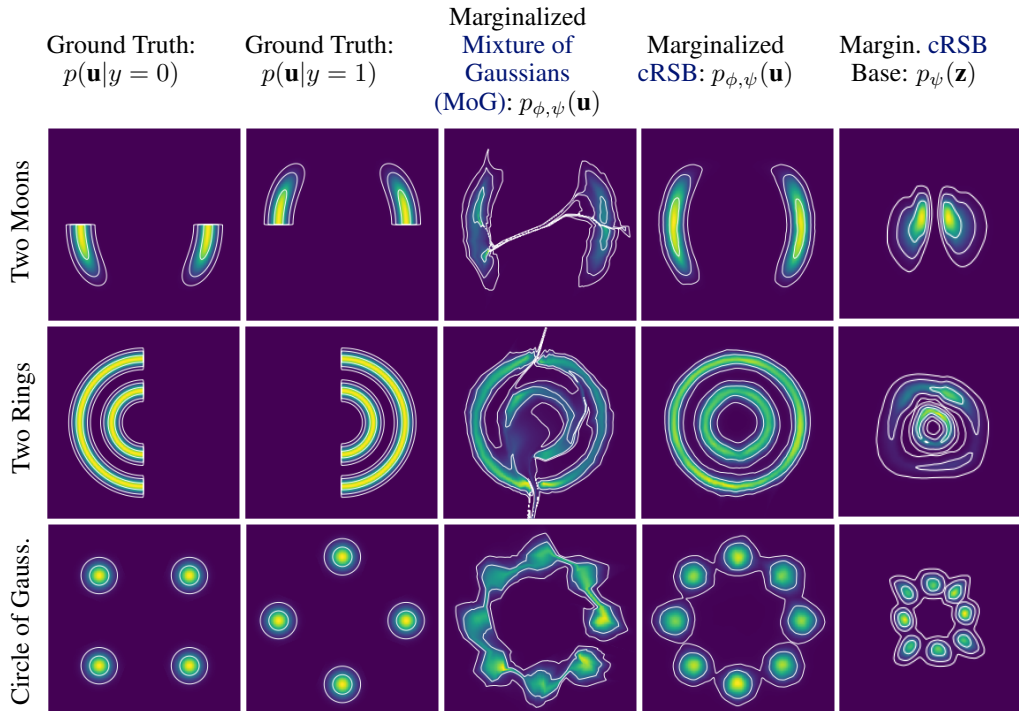 Ground Truth:
p(u|y = 0)
Ground Truth:
p(u|y = 1)
Marginalized
Mixture of
Gaussians
(MoG): pϕ,ψ(u)
Marginalized
cRSB: pϕ,ψ(u)
Margin. cRSB
Base: pψ(z)
Two Moons
Two Rings
Circle of Gauss.